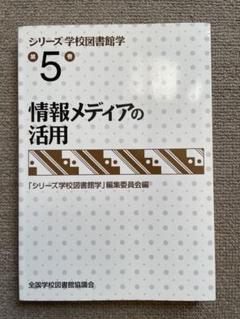 シリーズ学校図書館学
第5巻
情報メディアの
活用
「シリーズ学校図書館学」編集委員会編
全国学校図書館協議会